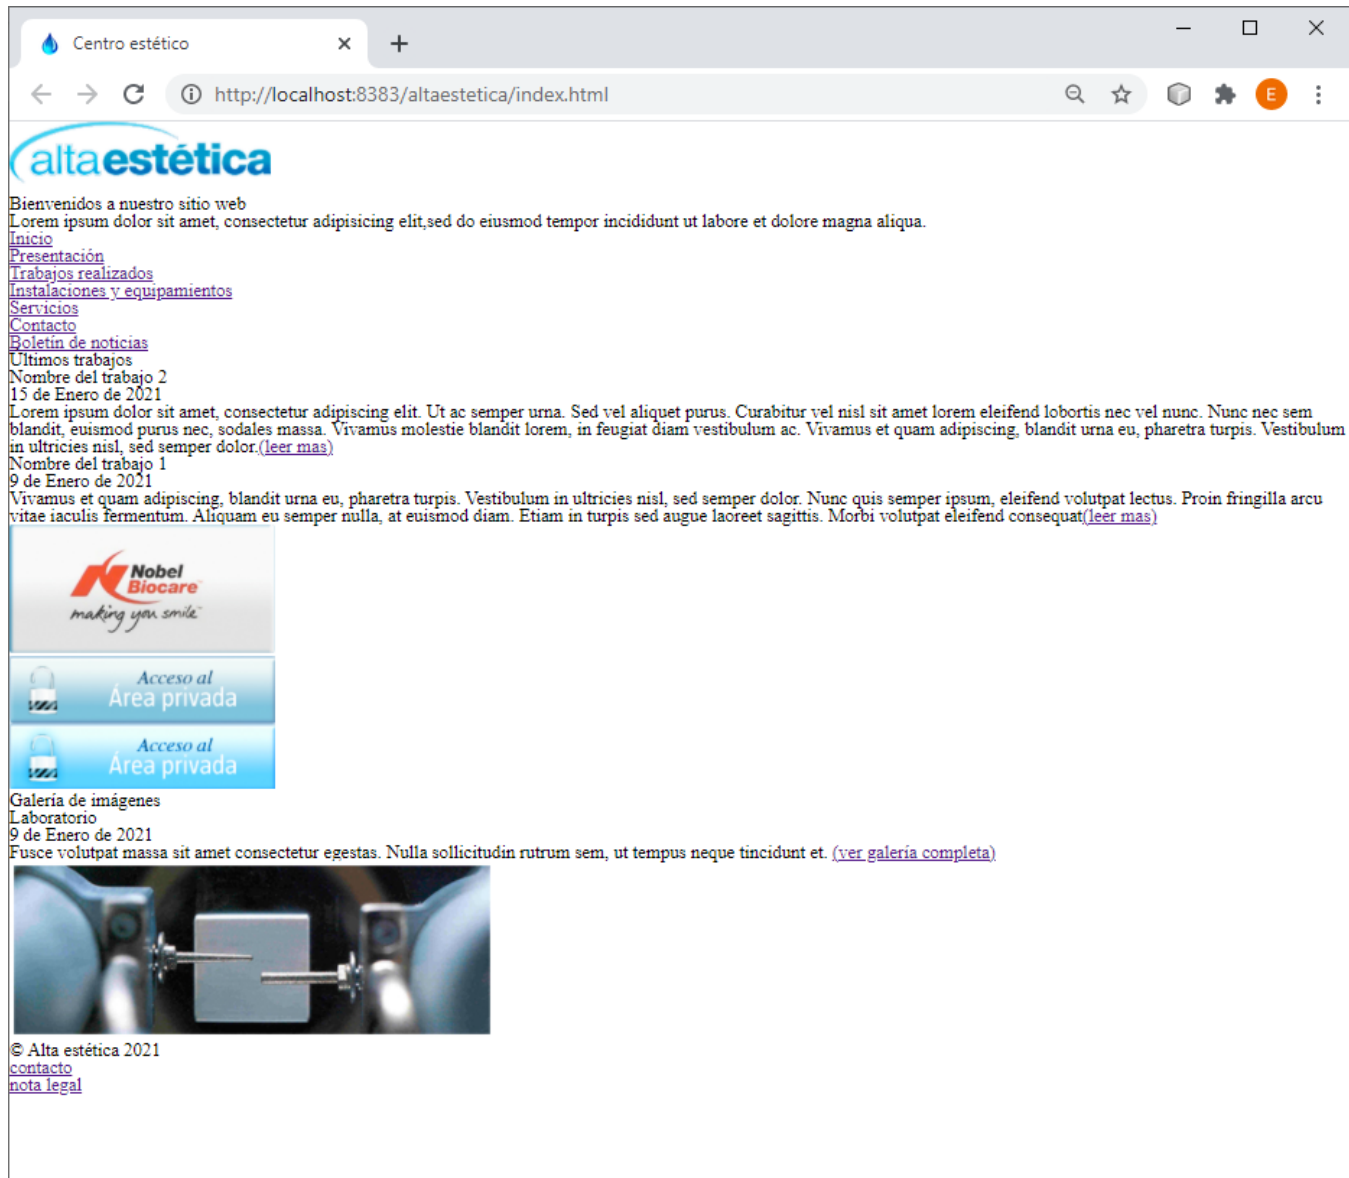 Centro estético
http://localhost:8383/altaestetica/index.html
E
altaestética
Bienvenidos a nuestro sitio web
Lorem ipsum dolor sit amet, consectetur adipisicing elit,sed do eiusmod tempor incididunt ut labore et dolore magna aliqua.
Inicio
Presentación
Trabajos realizados
Instalaciones y equipamientos
Servicios
Contacto
Boletín de noticias
Últimos trabajos
Nombre del trabajo 2
15 de Enero de 2021
Lorem ipsum dolor sit amet, consectetur adipiscing elit. Ut ac semper urna. Sed vel aliquet purus. Curabitur vel nisl sit amet lorem eleifend lobortis nec vel nunc. Nunc nec sem
blandit, euismod purus nec, sodales massa. Vivamus molestie blandit lorem, in feugiat diam vestibulum ac. Vivamus et quam adipiscing, blandit urna eu, pharetra turpis. Vestibulum
in ultricies nisl, sed semper dolor.(leer mas)
Nombre del trabajo 1
9 de Enero de 2021
Vivamus et quam adipiscing, blandit urna eu, pharetra turpis. Vestibulum in ultricies nisl, sed semper dolor. Nunc quis semper ipsum, eleifend volutpat lectus. Proin fringilla arcu
vitae iaculis fermentum. Aliquam eu semper nulla, at euismod diam. Etiam in turpis sed augue laoreet sagittis. Morbi volutpat eleifend consequat(leer mas)
Nobel
Biocare™
making you smile™
Acceso al
Área privada
Acceso al
Área privada
Galería de imágenes
Laboratorio
9 de Enero de 2021
Fusce volutpat massa sit amet consectetur egestas. Nulla sollicitudin rutrum sem, ut tempus neque tincidunt et. (ver galería completa)
© Alta estética 2021
contacto
nota legal